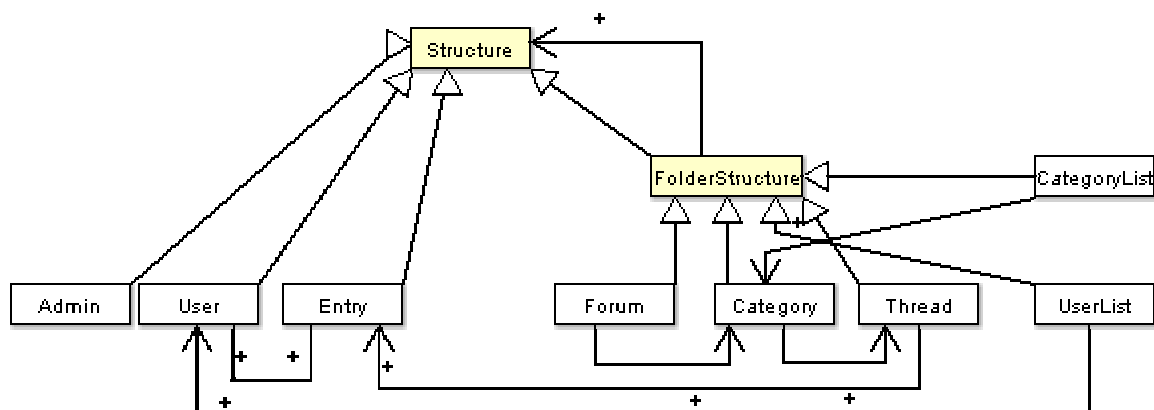 +
Structure
FolderStructure
CategoryList
+
Admin
User
Entry
Forum
Category
Thread
UserList
+
+
+
+
+
+